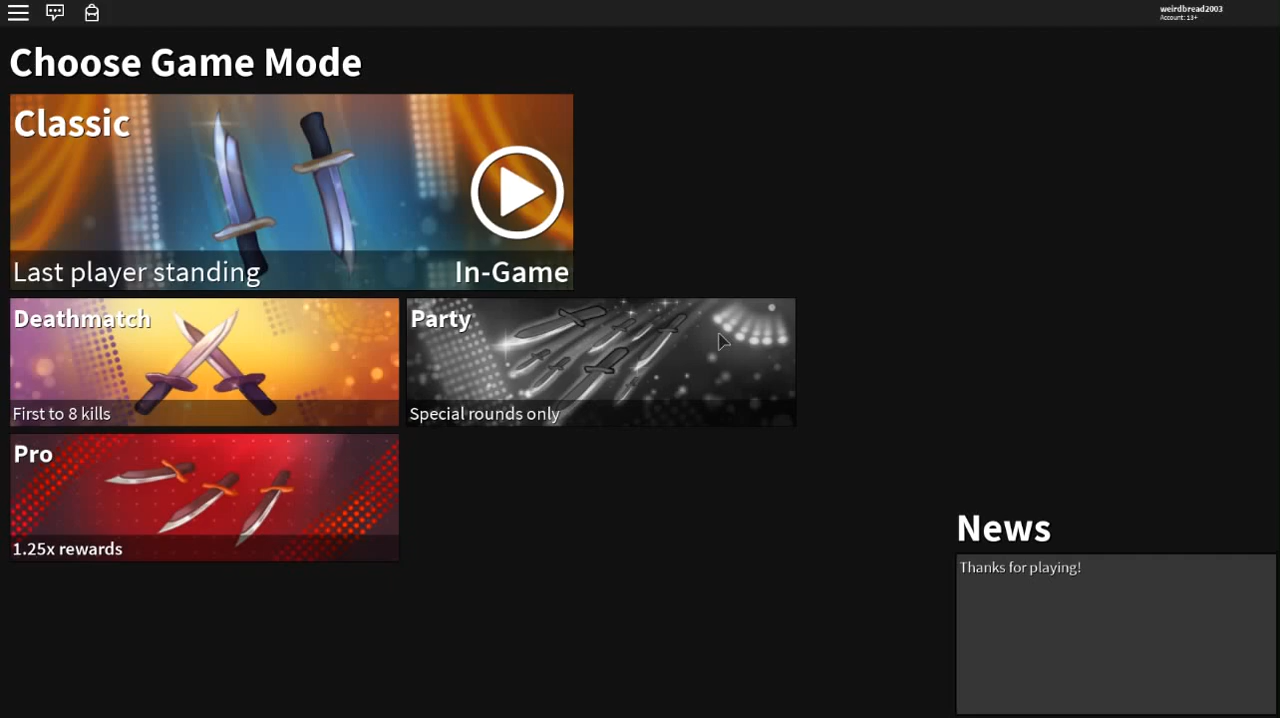 weirdbread2003
Account: 13+
Choose Game Mode
Classic
Last player standing
In-Game
Deathmatch
First to 8 kills
Party
Special rounds only
Pro
1.25x rewards
News
Thanks for playing!